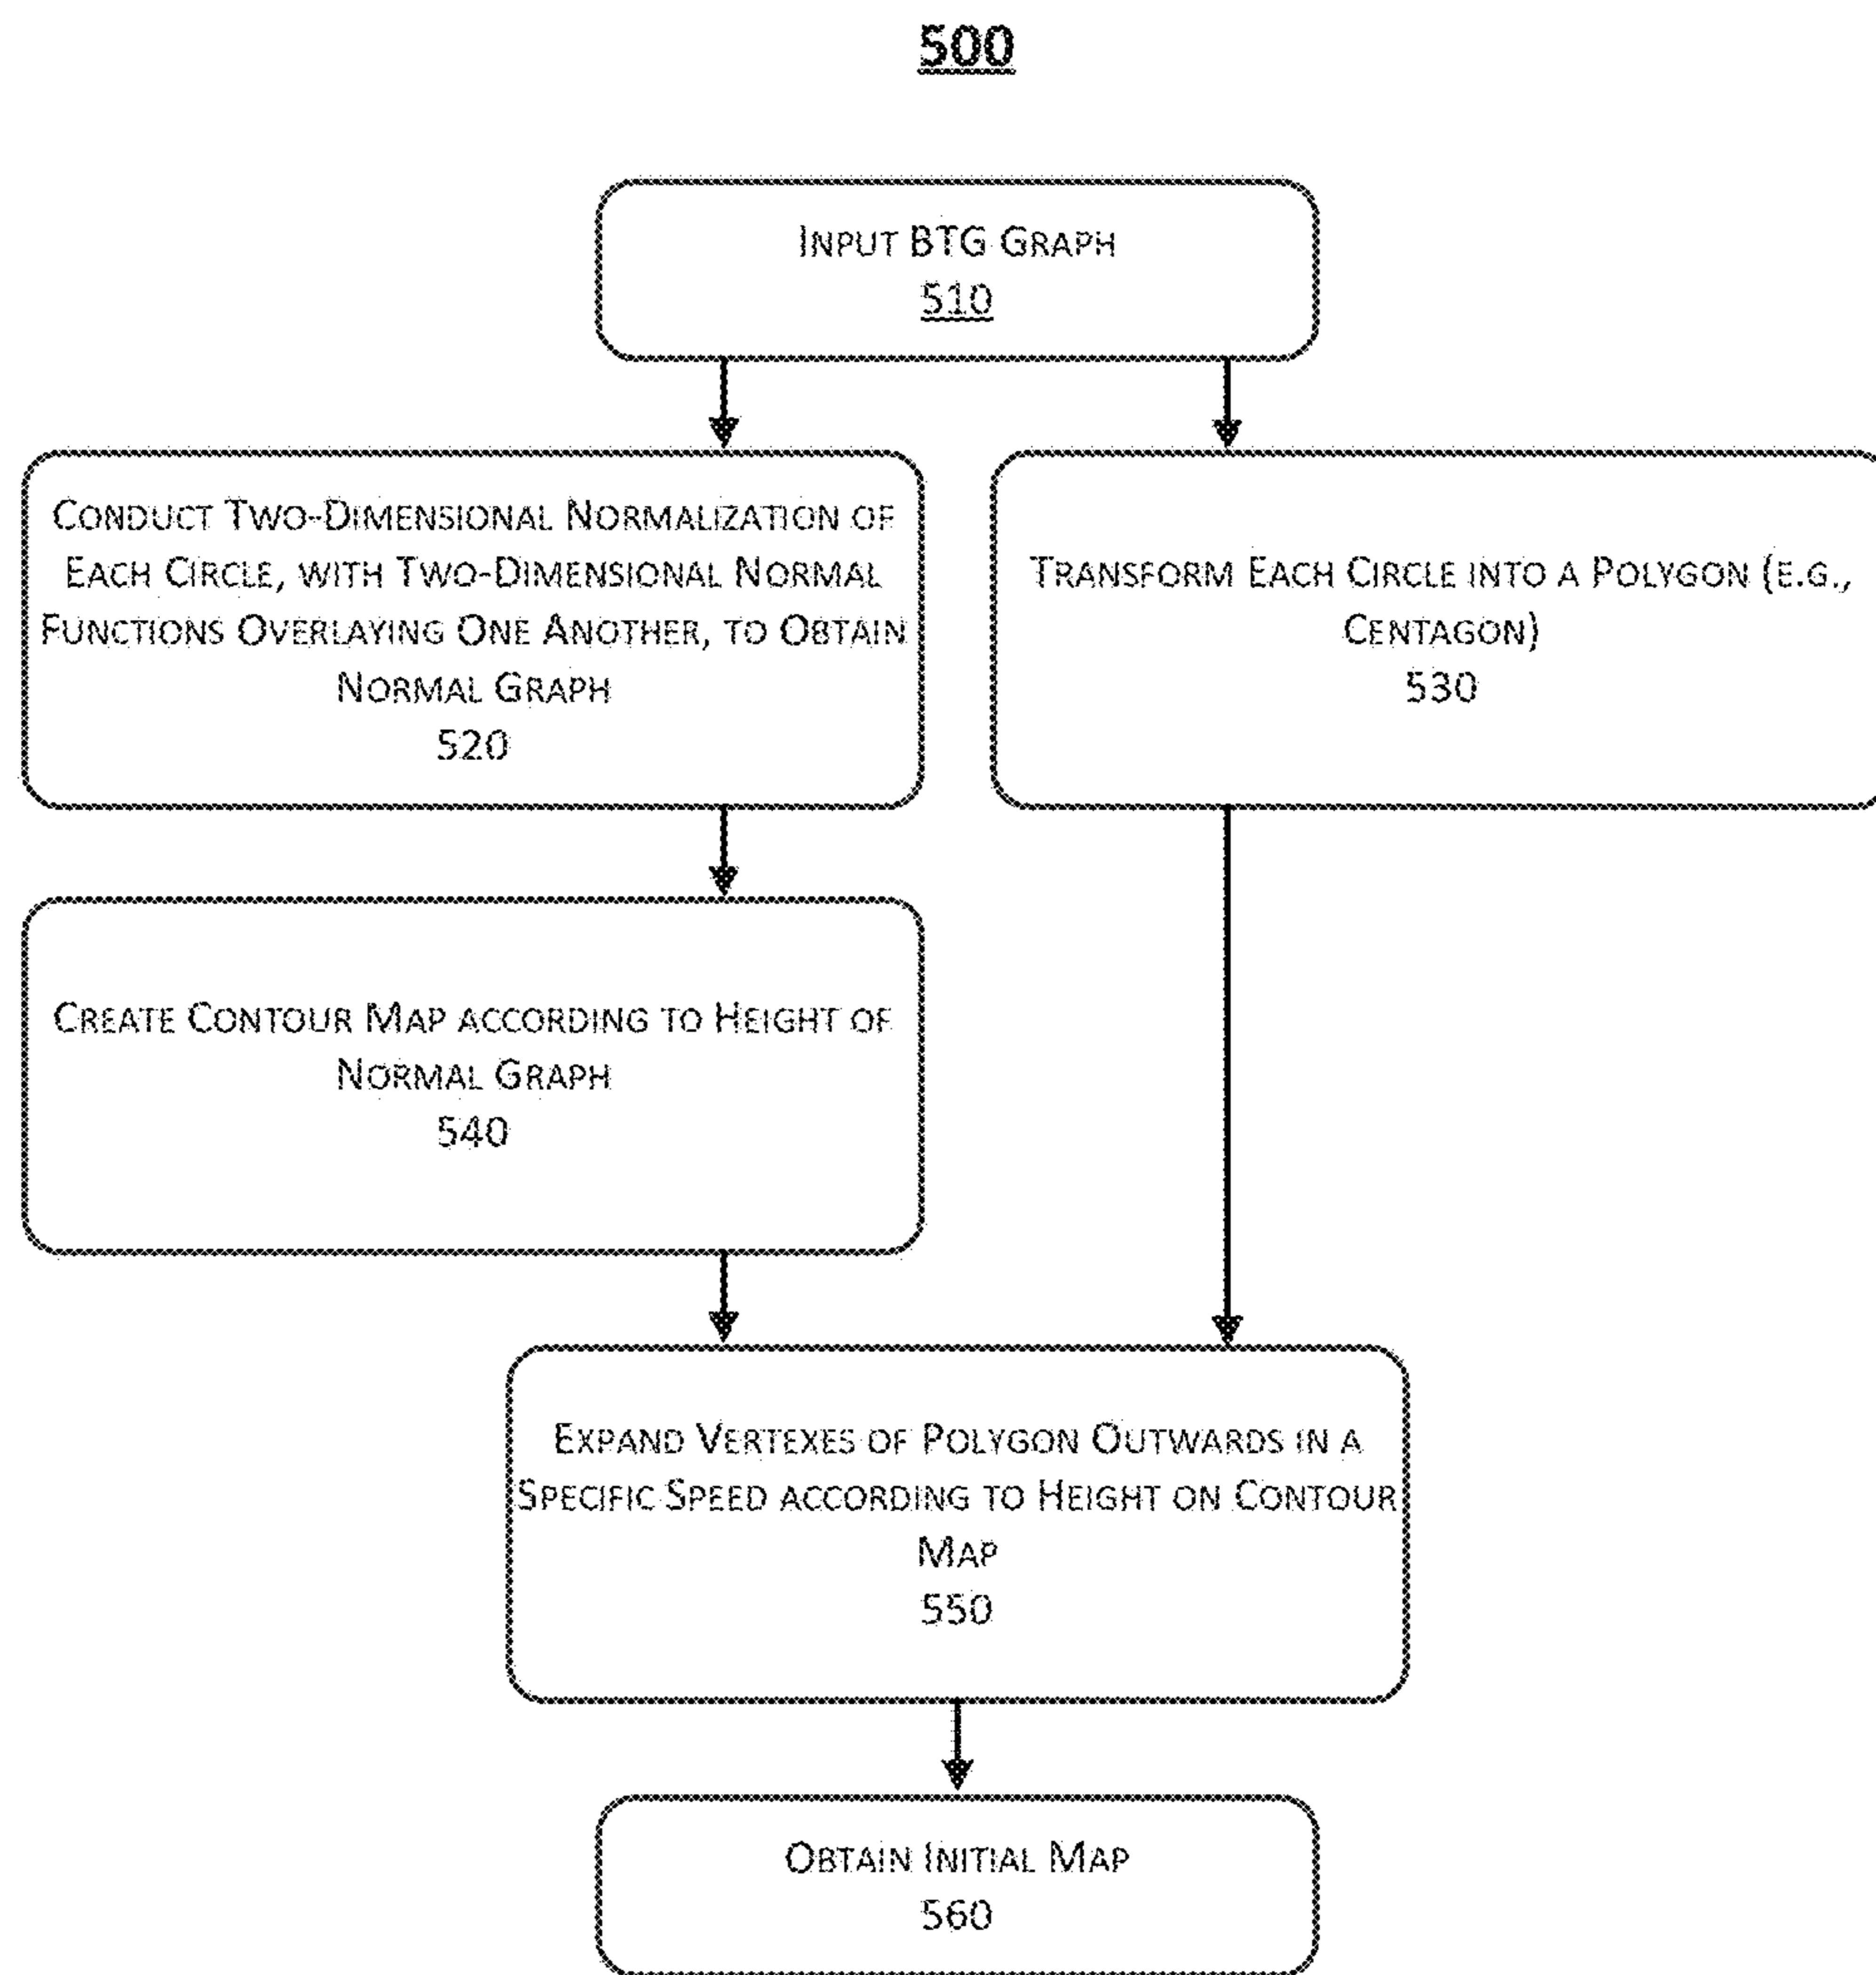 500
INPUT BTG GRAPH
510
CONDUCT TWO-DIMENSIONAL NORMALIZATION OF
EACH CIRCLE, WITH TWO-DIMENSIONAL NORMAL
FUNCTIONS OVERLAYING ONE ANOTHER, TO OBTAIN
NORMAL GRAPH
520
TRANSFORM EACH CIRCLE INTO A POLYGON (E.G.,
CENTAGON)
530
CREATE CONTOUR MAP ACCORDING TO HEIGHT OF
NORMAL GRAPH
540
EXPAND VERTEXES OF POLYGON OUTWARDS IN A
SPECIFIC SPEED ACCORDING TO HEIGHT ON CONTOUR
MAP
550
OBTAIN INITIAL MAP
560